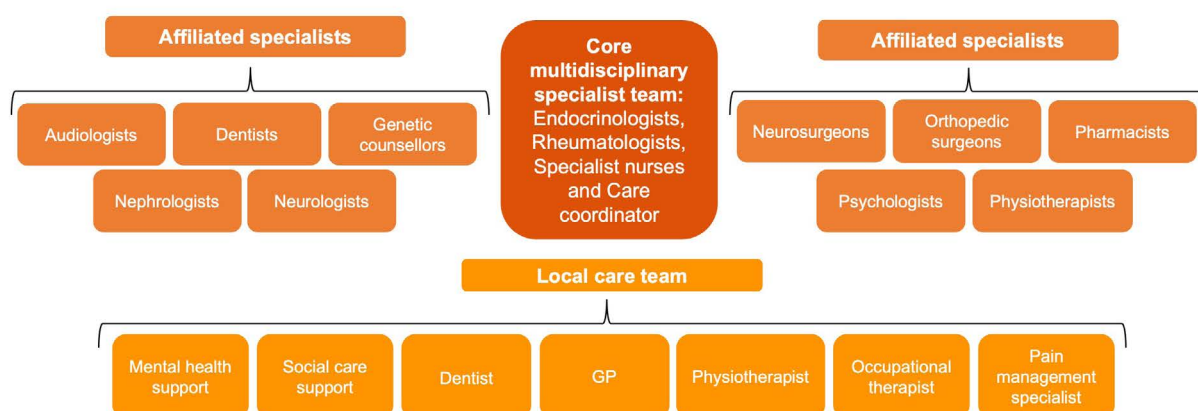 Affiliated specialists
Audiologists
Dentists
Genetic
counsellors
Nephrologists
Neurologists
Core
multidisciplinary
specialist team:
Endocrinologists,
Rheumatologists,
Specialist nurses
and Care
coordinator
Affiliated specialists
Neurosurgeons
Orthopedic
surgeons
Pharmacists
Psychologists
Physiotherapists
Local care team
Mental health
support
Social care
support
Dentist
GP
Physiotherapist
Occupational
therapist
Pain
management
specialist